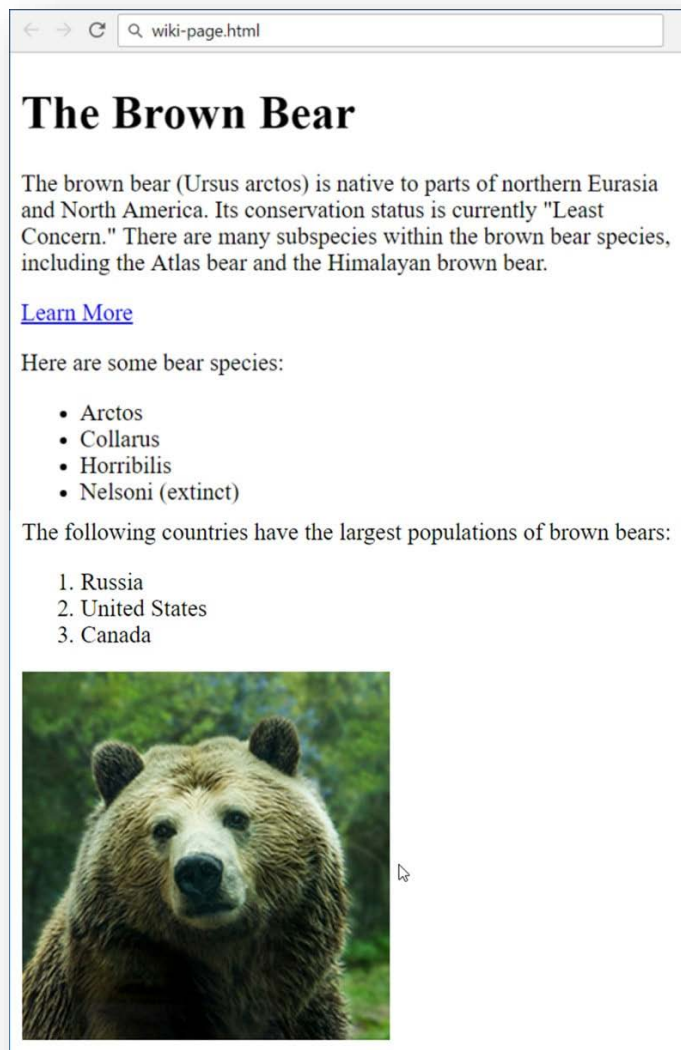 wiki-page.html
The Brown Bear
The brown bear (Ursus arctos) is native to parts of northern Eurasia
and North America. Its conservation status is currently "Least
Concern." There are many subspecies within the brown bear species,
including the Atlas bear and the Himalayan brown bear.
Learn More
Here are some bear species:
• Arctos
• Collarus
• Horribilis
• Nelsoni (extinct)
The following countries have the largest populations of brown bears:
1. Russia
2. United States
3. Canada